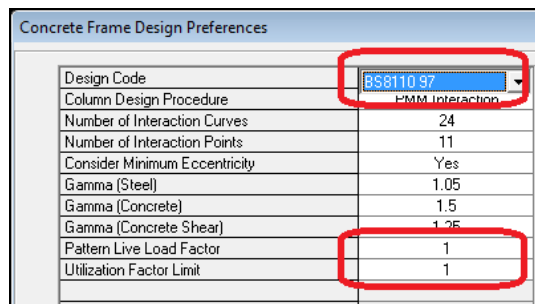 Concrete Frame Design Preferences
Design Code BS8110 97
Column Design Procedure PMM Interaction
Number of Interaction Curves 24
Number of Interaction Points 11
Consider Minimum Eccentricity Yes
Gamma (Steel) 1.05
Gamma (Concrete) 1.5
Gamma (Concrete Shear) 1.25
Pattern Live Load Factor 1
Utilization Factor Limit 1